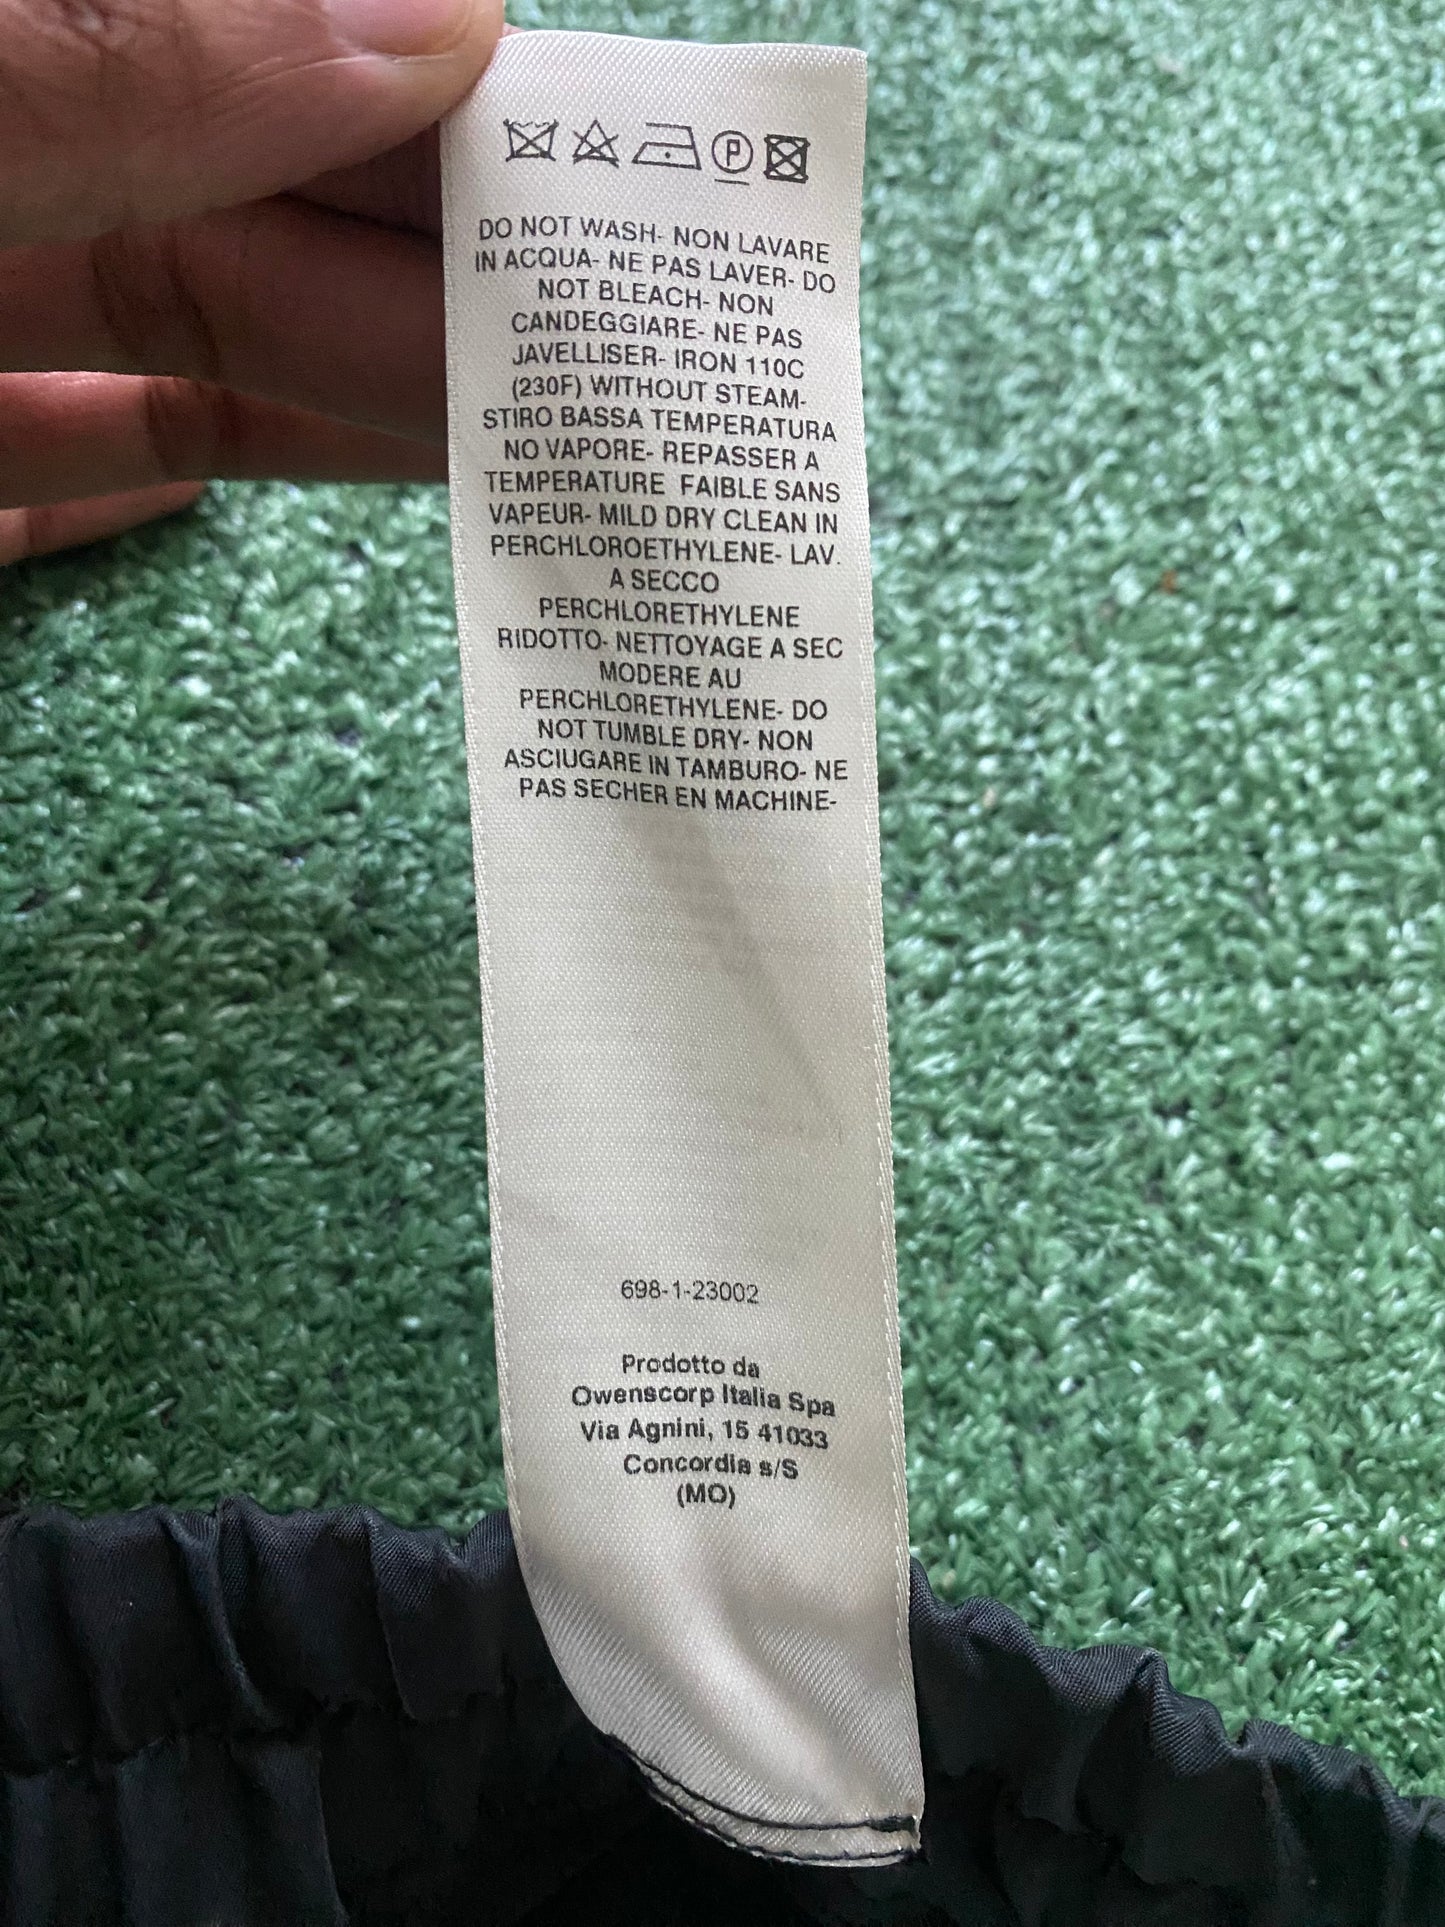 P
DO NOT WASH- NON LAVARE
IN ACQUA- NE PAS LAVER- DO
NOT BLEACH- NON
CANDEGGIARE- NE PAS
JAVELLISER- IRON 110C
(230F) WITHOUT STEAM-
STIRO BASSA TEMPERATURA
NO VAPORE- REPASSER A
TEMPERATURE FAIBLE SANS
VAPEUR- MILD DRY CLEAN IN
PERCHLOROETHYLENE- LAV.
A SECCO
PERCHLORETHYLENE
RIDOTTO- NETTOYAGE A SEC
MODERE AU
PERCHLORETHYLENE- DO
NOT TUMBLE DRY- NON
ASCIUGARE IN TAMBURO- NE
PAS SECHER EN MACHINE-
698-1-23002
Prodotto da
Owenscorp Italia Spa
Via Agnini, 15 41033
Concordia s/S
(MO)